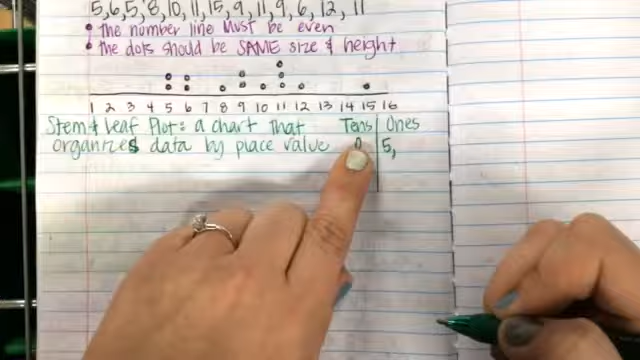 5,6,5,8,10,11,15,9,11,9,6,12,11
the number line must be even
the dots should be SAME size & height
1 2 3 4 5 6 7 8 9 10 11 12 13 14 15 16
Stem & Leaf Plot: a chart that
organizes data by place value
Tens | Ones
0 | 5,